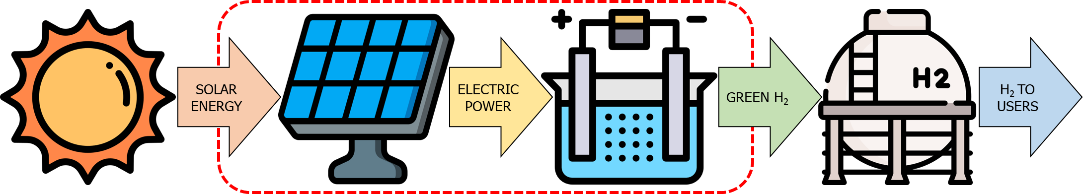 SOLAR
ENERGY
ELECTRIC
POWER
+ −
GREEN H₂
H2
H₂ TO
USERS